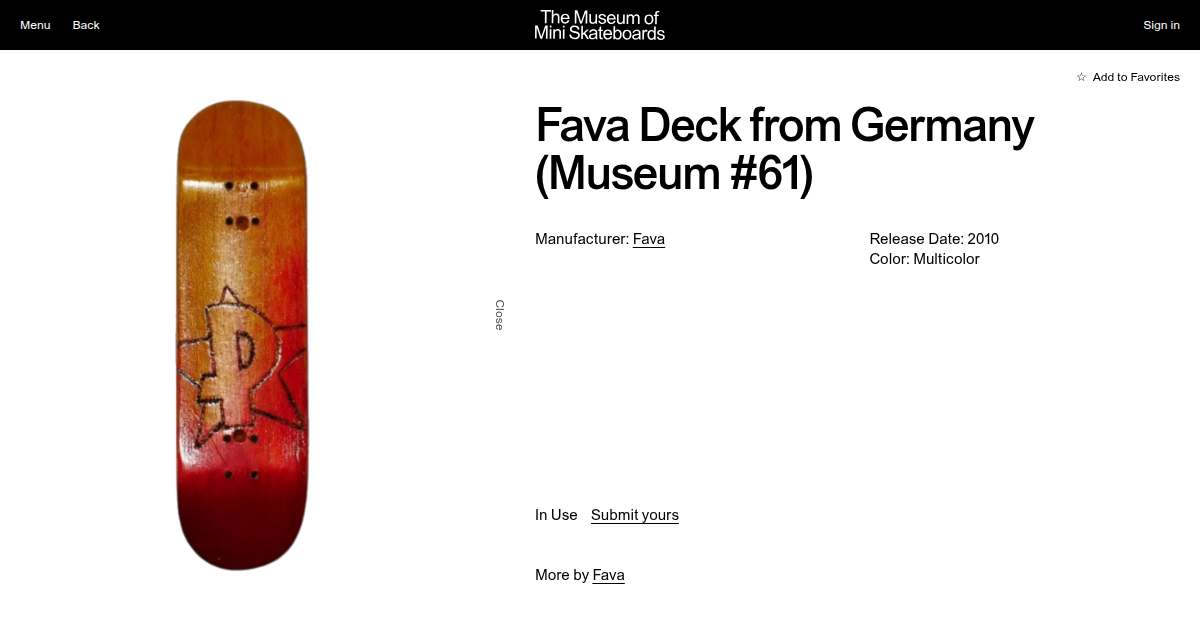 Menu
Back
The Museum of
Mini Skateboards
Sign in
☆ Add to Favorites
Fava Deck from Germany
(Museum #61)
Manufacturer: Fava
Release Date: 2010
Color: Multicolor
Close
P
In Use
Submit yours
More by Fava